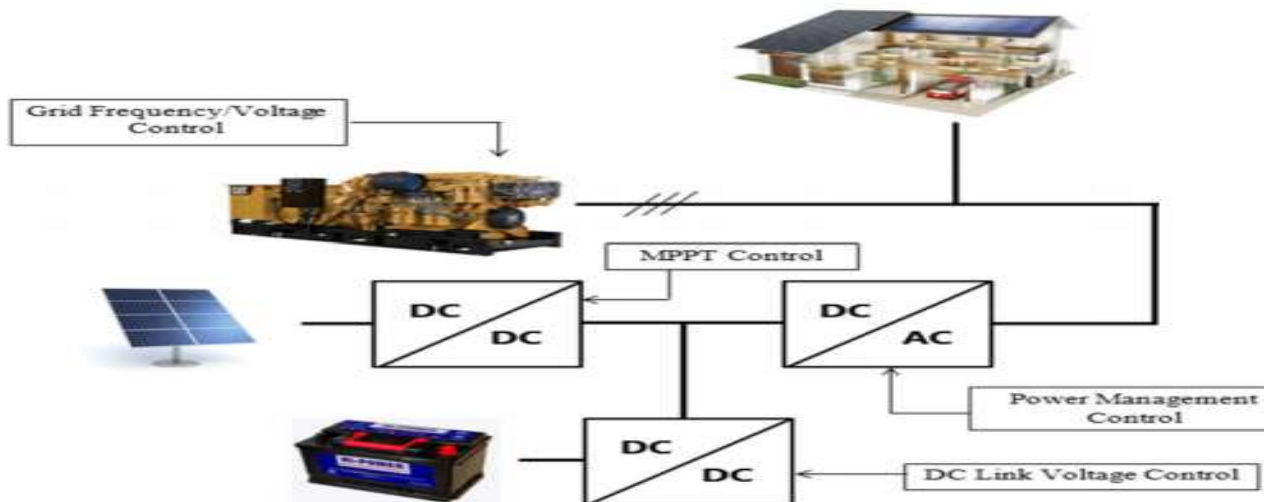 Grid Frequency/Voltage
Control
MPPT Control
DC
DC
DC
AC
Power Management
Control
DC
DC
DC Link Voltage Control